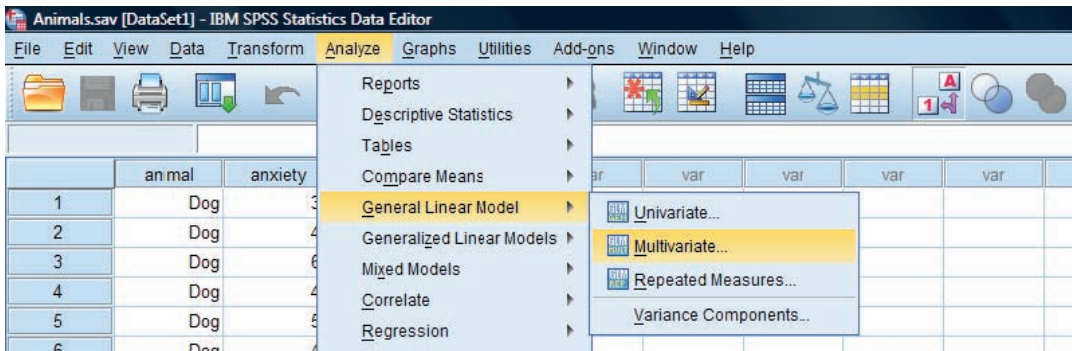 Animals.sav [DataSet1] - IBM SPSS Statistics Data Editor
File Edit View Data Transform Analyze Graphs Utilities Add-ons Window Help
Reports
Descriptive Statistics
Tables
Compare Means
General Linear Model
Generalized Linear Models
Mixed Models
Correlate
Regression
Univariate...
Multivariate...
Repeated Measures...
Variance Components...
A
1
animal anxiety var var var var
1 Dog
2 Dog
3 Dog
4 Dog
5 Dog
6 Dog